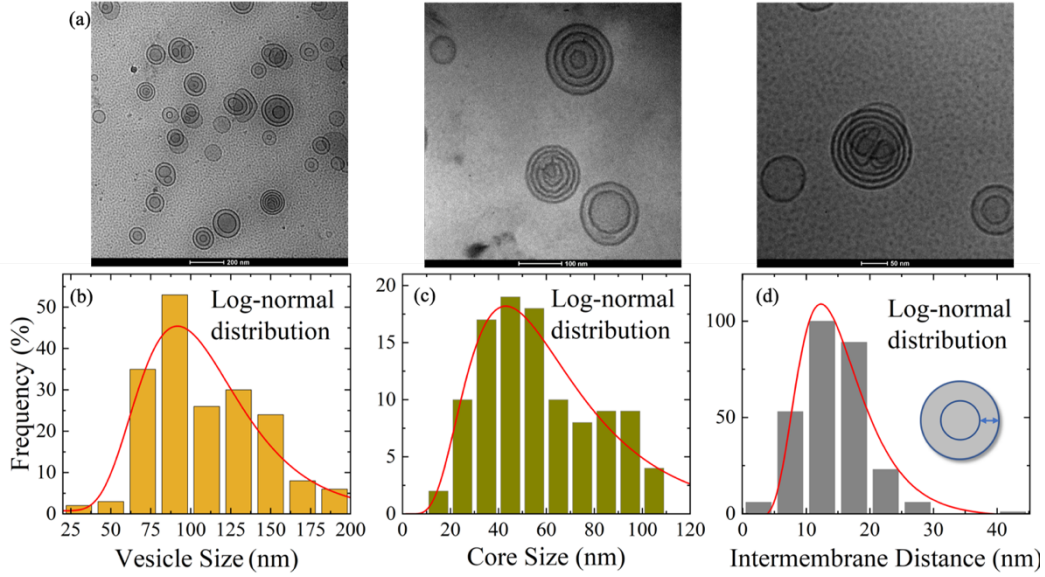 (a)
200 nm
100 nm
50 nm
(b)
Log-normal
distribution
50
40
30
20
10
0
25
50
75
100
125
150
175
200
Frequency (%)
Vesicle Size (nm)
(c)
Log-normal
distribution
20
15
10
5
0
0
20
40
60
80
100
120
Core Size (nm)
(d)
Log-normal
distribution
100
50
0
0
10
20
30
40
Intermembrane Distance (nm)